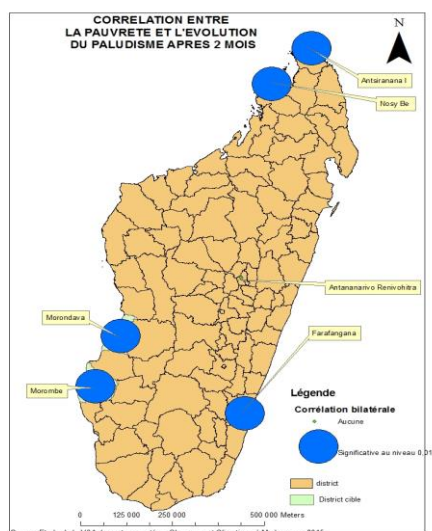 CORRELATION ENTRE
LA PAUVRETE ET L'EVOLUTION
DU PALUDISME APRES 2 MOIS
N
Antsiranana I
Nosy Be
Antananarivo Renivohitra
Morondava
Farafangana
Morombe
Légende
Corrélation bilatérale
Aucune
Significative au niveau 0,01
district
District cible
0 125 000 250 000 500 000 Meters